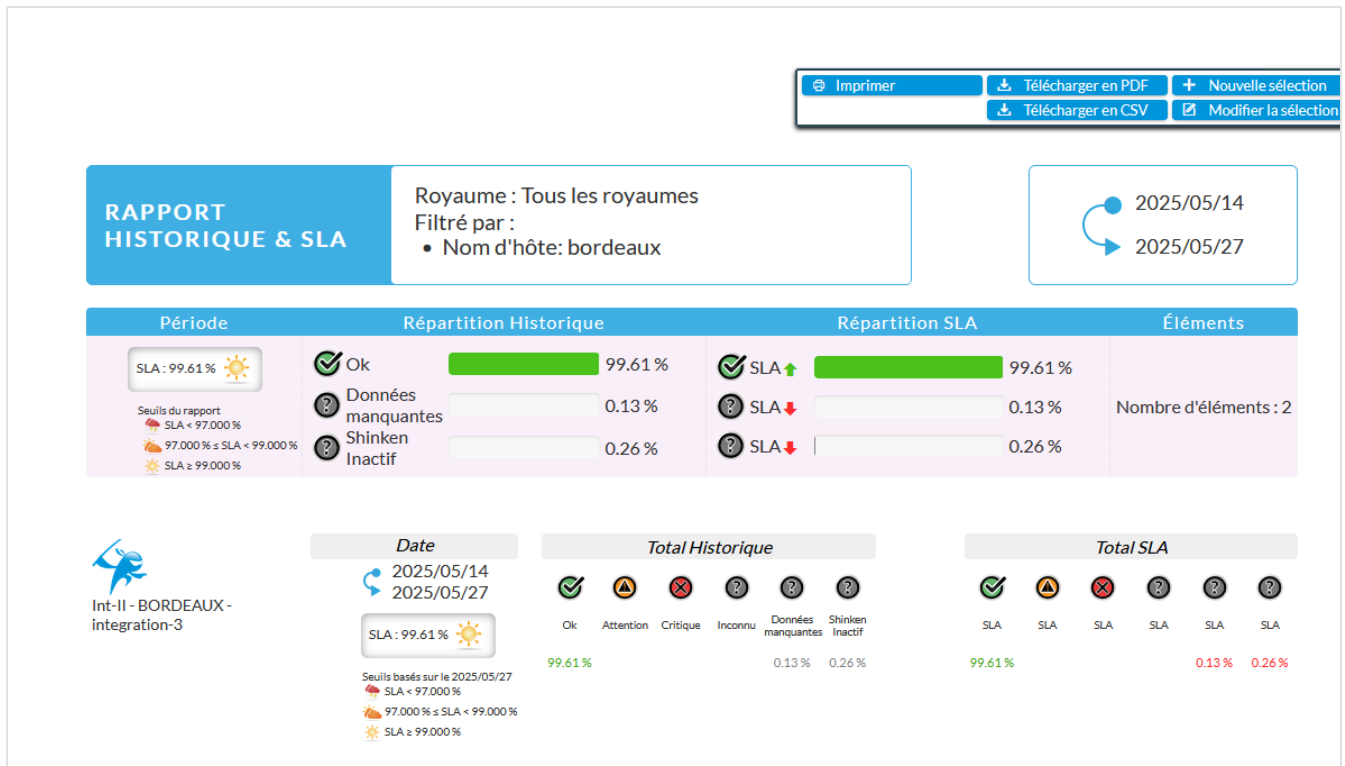 Imprimer
Télécharger en PDF
Nouvelle sélection
Télécharger en CSV
Modifier la sélection
RAPPORT
HISTORIQUE & SLA
Royaume : Tous les royaumes
Filtré par :
• Nom d'hôte: bordeaux
2025/05/14
2025/05/27
Période
Répartition Historique
Répartition SLA
Éléments
SLA : 99.61 %
Seuils du rapport
SLA < 97.000 %
97.000 % ≤ SLA < 99.000 %
SLA ≥ 99.000 %
Ok
99.61 %
Données
manquantes
0.13 %
Shinken
Inactif
0.26 %
SLA
99.61 %
SLA
0.13 %
SLA
0.26 %
Nombre d'éléments : 2
Int-II - BORDEAUX -
integration-3
Date
2025/05/14
2025/05/27
SLA : 99.61 %
Seuils basés sur le 2025/05/27
SLA < 97.000 %
97.000 % ≤ SLA < 99.000 %
SLA ≥ 99.000 %
Total Historique
Ok
Attention
Critique
Inconnu
Données
manquantes
Shinken
Inactif
99.61 %
0.13 %
0.26 %
Total SLA
SLA
SLA
SLA
SLA
SLA
SLA
99.61 %
0.13 %
0.26 %